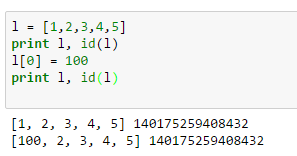 l = [1,2,3,4,5]
print l, id(l)
l[0] = 100
print l, id(l)
[1, 2, 3, 4, 5] 140175259408432
[100, 2, 3, 4, 5] 140175259408432